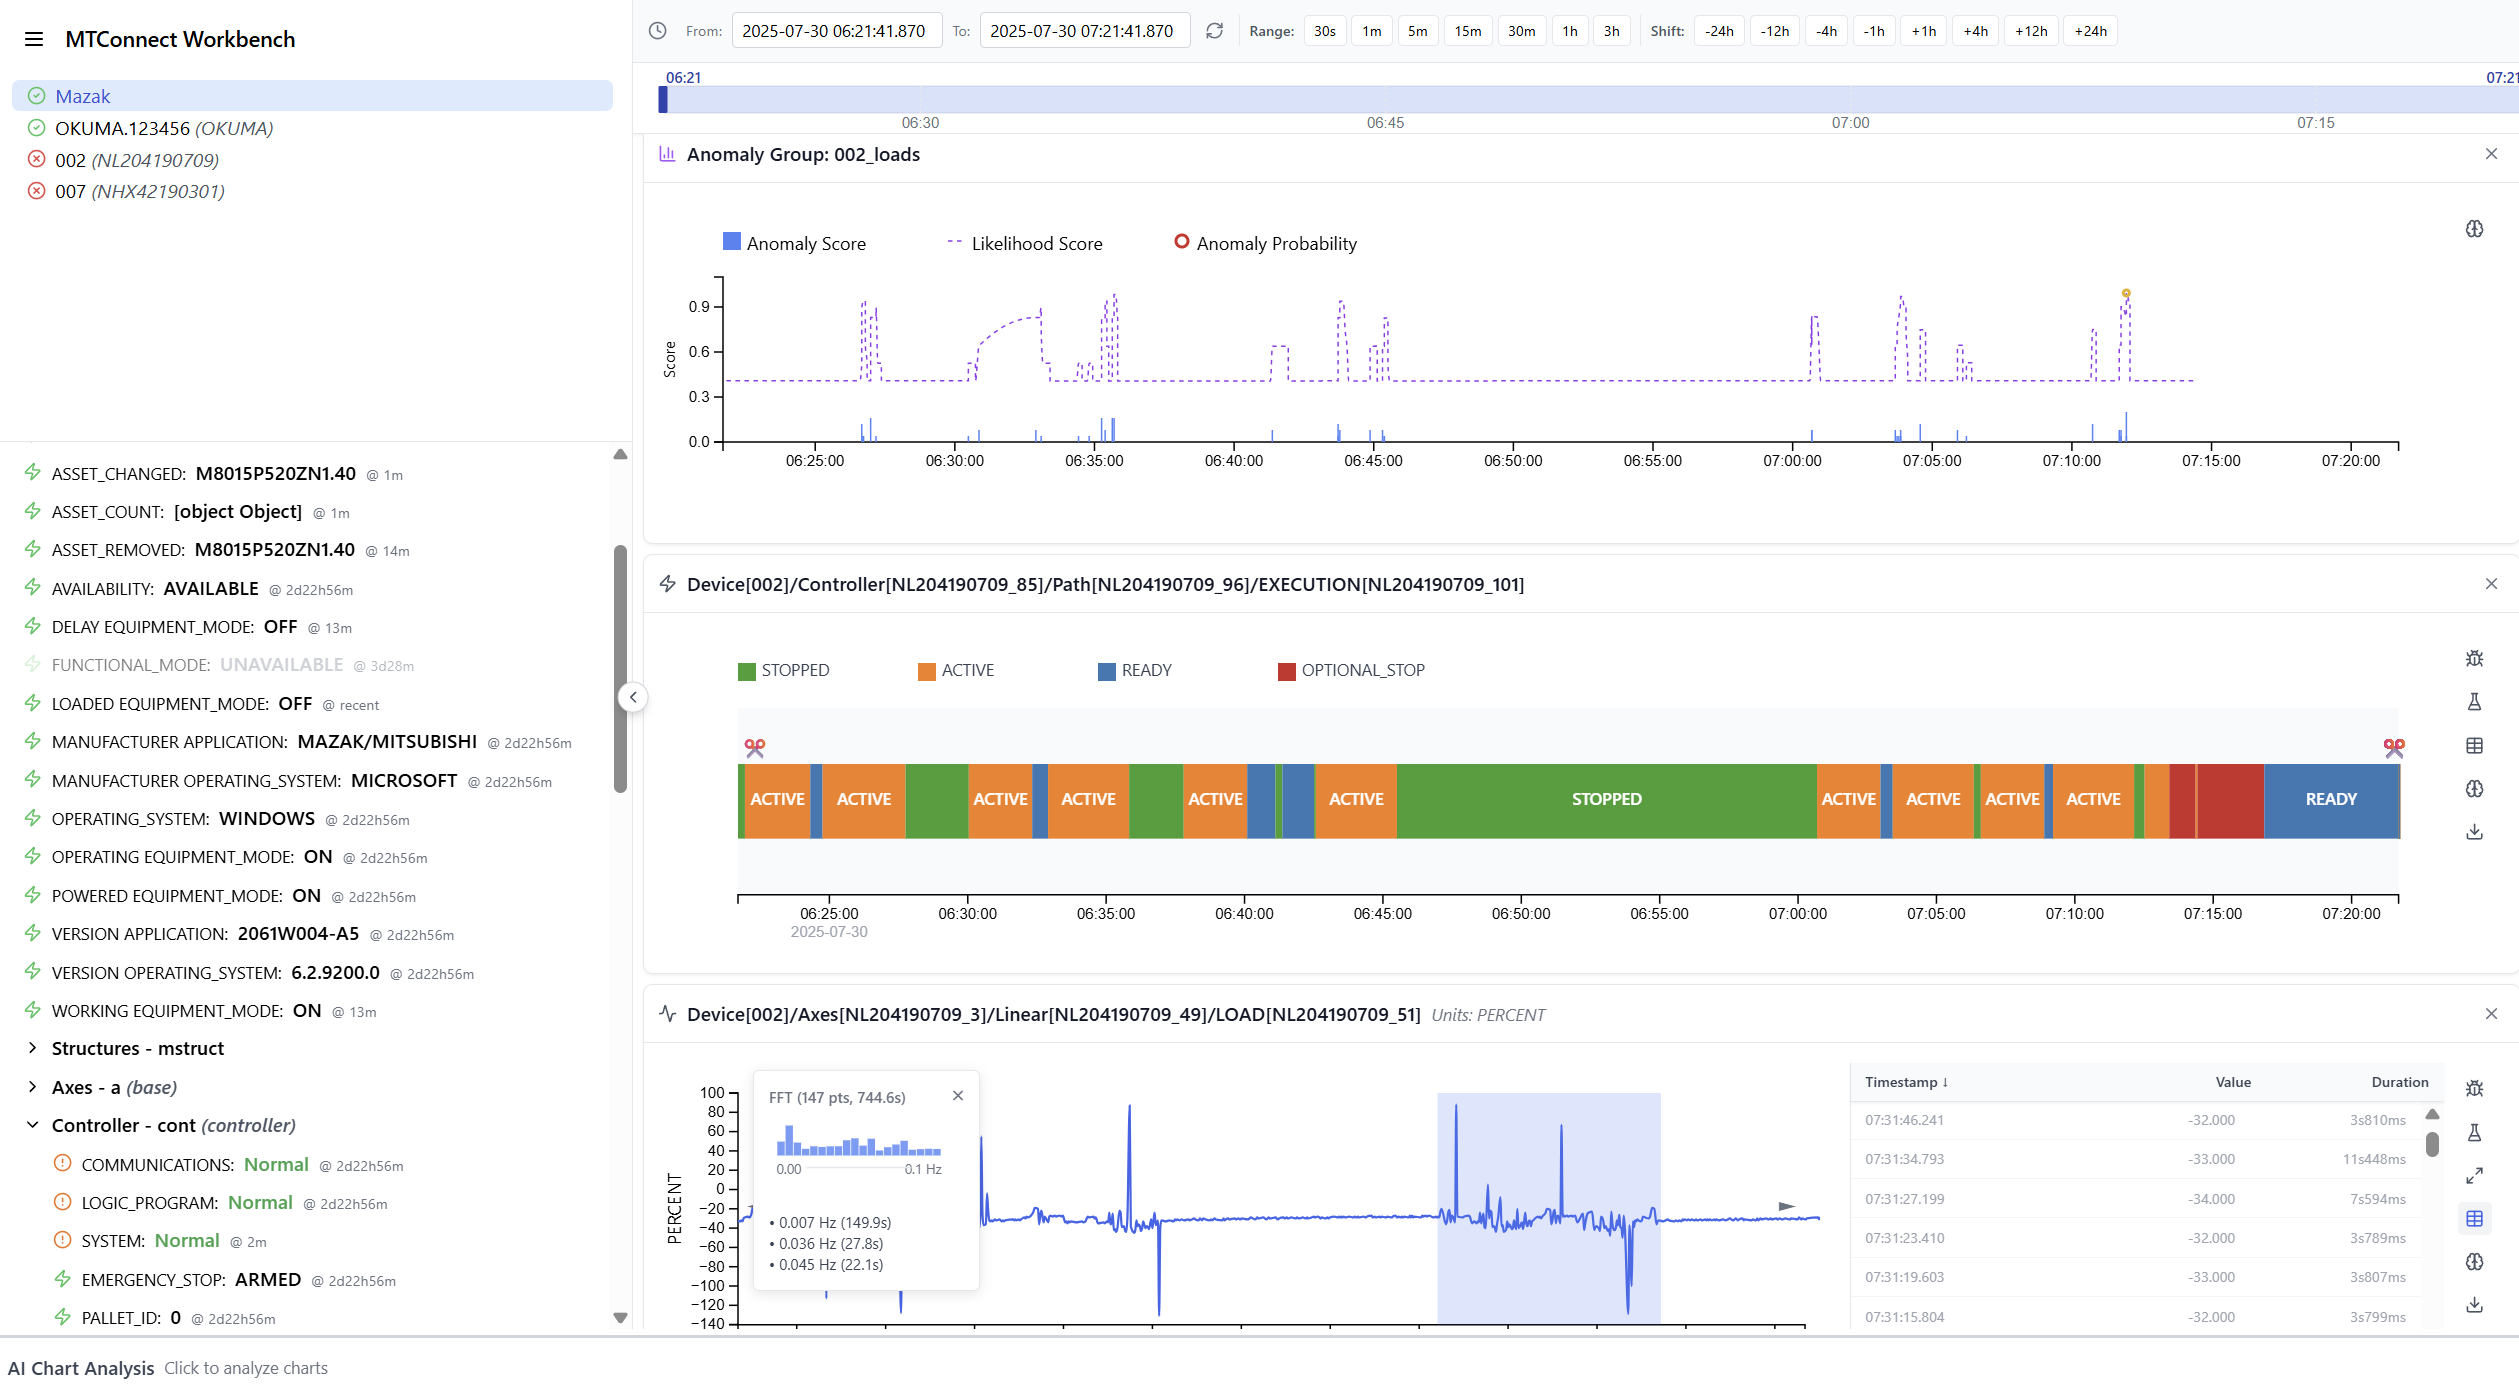 MTConnect Workbench
Mazak
OKUMA.123456 (OKUMA)
002 (NL204190709)
007 (NHX42190301)
ASSET_CHANGED: M8015P520ZN1.40 @ 1m
ASSET_COUNT: [object Object] @ 1m
ASSET_REMOVED: M8015P520ZN1.40 @ 14m
AVAILABILITY: AVAILABLE @ 2d22h56m
DELAY EQUIPMENT_MODE: OFF @ 13m
FUNCTIONAL_MODE: UNAVAILABLE @ 3d28m
LOADED EQUIPMENT_MODE: OFF @ recent
MANUFACTURER APPLICATION: MAZAK/MITSUBISHI @ 2d22h56m
MANUFACTURER OPERATING_SYSTEM: MICROSOFT @ 2d22h56m
OPERATING_SYSTEM: WINDOWS @ 2d22h56m
OPERATING EQUIPMENT_MODE: ON @ 2d22h56m
POWERED EQUIPMENT_MODE: ON @ 2d22h56m
VERSION APPLICATION: 2061W004-A5 @ 2d22h56m
VERSION OPERATING_SYSTEM: 6.2.9200.0 @ 2d22h56m
WORKING EQUIPMENT_MODE: ON @ 13m
Structures - mstruct
Axes - a (base)
Controller - cont (controller)
COMMUNICATIONS: Normal @ 2d22h56m
LOGIC_PROGRAM: Normal @ 2d22h56m
SYSTEM: Normal @ 2m
EMERGENCY_STOP: ARMED @ 2d22h56m
PALLET_ID: 0 @ 2d22h56m
From: 2025-07-30 06:21:41.870 To: 2025-07-30 07:21:41.870 Range: 30s 1m 5m 15m 30m 1h 3h Shift: -24h -12h -4h -1h +1h +4h +12h +24h
06:21 07:21
06:30 06:45 07:00 07:15
Anomaly Group: 002_loads
Anomaly Score Likelihood Score Anomaly Probability
Score
0.9
0.6
0.3
0.0
06:25:00 06:30:00 06:35:00 06:40:00 06:45:00 06:50:00 06:55:00 07:00:00 07:05:00 07:10:00 07:15:00 07:20:00
Device[002]/Controller[NL204190709_85]/Path[NL204190709_96]/EXECUTION[NL204190709_101]
STOPPED ACTIVE READY OPTIONAL_STOP
ACTIVE ACTIVE ACTIVE ACTIVE ACTIVE ACTIVE STOPPED ACTIVE ACTIVE ACTIVE ACTIVE READY
06:25:00 06:30:00 06:35:00 06:40:00 06:45:00 06:50:00 06:55:00 07:00:00 07:05:00 07:10:00 07:15:00 07:20:00
2025-07-30
Device[002]/Axes[NL204190709_3]/Linear[NL204190709_49]/LOAD[NL204190709_51] Units: PERCENT
PERCENT
100
80
60
40
20
0
−20
−40
−60
−80
−100
−120
−140
FFT (147 pts, 744.6s)
0.00 0.1 Hz
• 0.007 Hz (149.9s)
• 0.036 Hz (27.8s)
• 0.045 Hz (22.1s)
Timestamp ↓ Value Duration
07:31:46.241 -32.000 3s810ms
07:31:34.793 -33.000 11s448ms
07:31:27.199 -34.000 7s594ms
07:31:23.410 -32.000 3s789ms
07:31:19.603 -33.000 3s807ms
07:31:15.804 -32.000 3s799ms
AI Chart Analysis Click to analyze charts